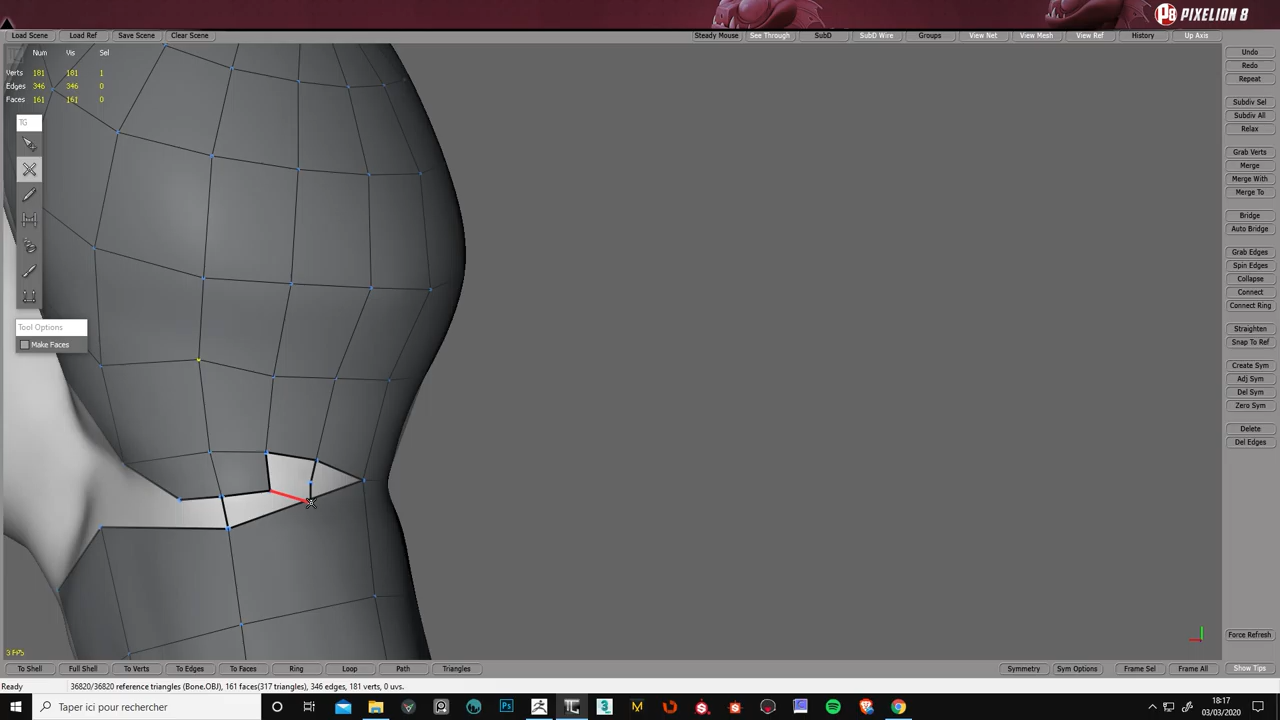 PB PIXELION 8
Load Scene Load Ref Save Scene Clear Scene Steady Mouse See Through SubD SubD Wire Groups View Net View Mesh View Ref History Up Axis
Num Vis Sel
Verts 181 181 1
Edges 346 346 0
Faces 161 161 0
TG
Tool Options
Make Faces
Undo
Redo
Repeat
Subdiv Sel
Subdiv All
Relax
Grab Verts
Merge
Merge With
Merge To
Bridge
Auto Bridge
Grab Edges
Spin Edges
Collapse
Connect
Connect Ring
Straighten
Snap To Ref
Create Sym
Adj Sym
Del Sym
Zero Sym
Delete
Del Edges
Force Refresh
3 FPS
To Shell Full Shell To Verts To Edges To Faces Ring Loop Path Triangles Symmetry Sym Options Frame Sel Frame All Show Tips
Ready 36820/36820 reference triangles (Bone.OBJ), 161 faces(317 triangles), 346 edges, 181 verts, 0 uvs.
Taper ici pour rechercher
18:17
03/03/2020